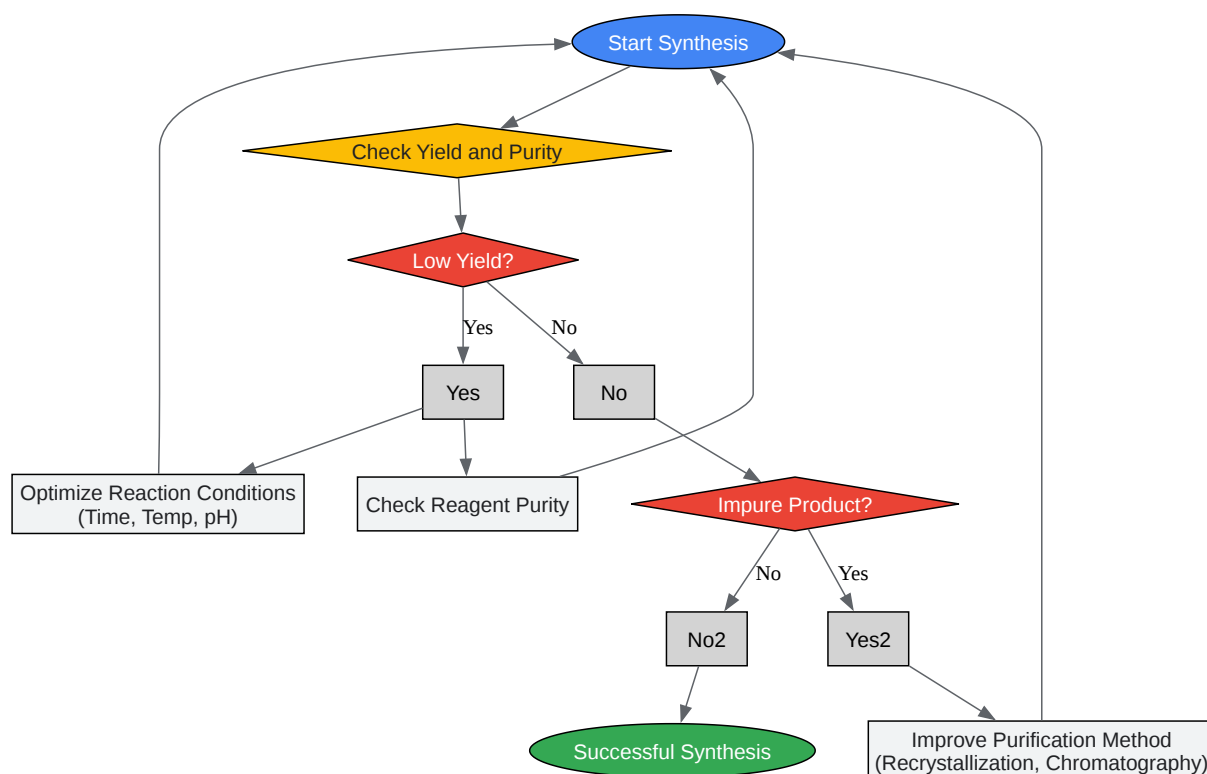 Start Synthesis
Check Yield and Purity
Low Yield?
Yes
No
Yes
No
Optimize Reaction Conditions
(Time, Temp, pH)
Check Reagent Purity
Impure Product?
No
Yes
No2
Yes2
Successful Synthesis
Improve Purification Method
(Recrystallization, Chromatography)